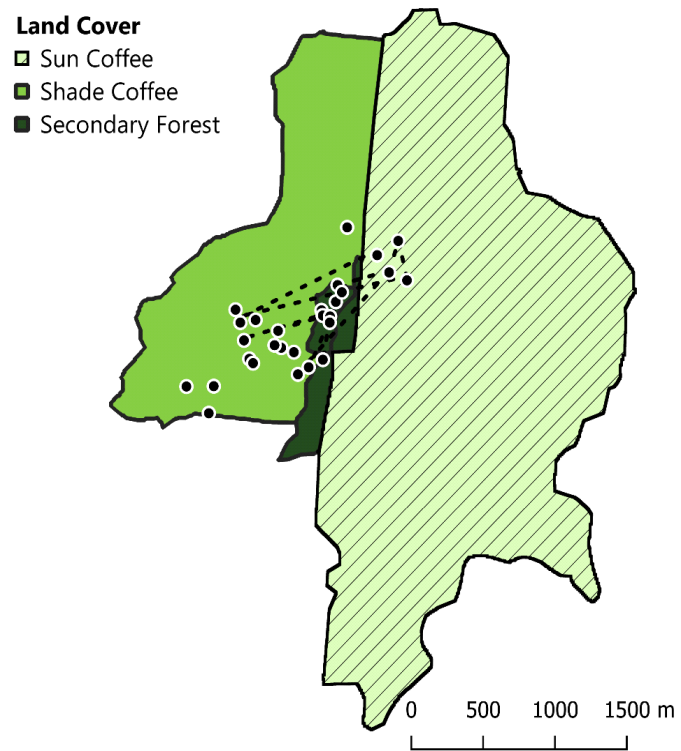 Land Cover
Sun Coffee
Shade Coffee
Secondary Forest
0 500 1000 1500 m